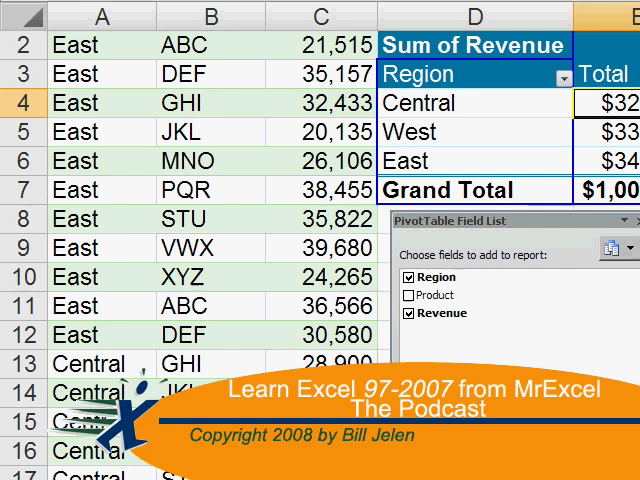 A B C D E
2 East ABC 21,515 Sum of Revenue
3 East DEF 35,157 Region Total
4 East GHI 32,433 Central $32
5 East JKL 20,135 West $33
6 East MNO 26,106 East $34
7 East PQR 38,455 Grand Total $1,00
8 East STU 35,822
PivotTable Field List
9 East VWX 39,680
Choose fields to add to report:
10 East XYZ 24,265
Region
Product
11 East ABC 36,566
Revenue
12 East DEF 30,580
13 Central GHI 28,900
14 Central
Learn Excel 97-2007 from MrExcel
The Podcast
15 Central
Copyright 2008 by Bill Jelen
16 Central
17 Central